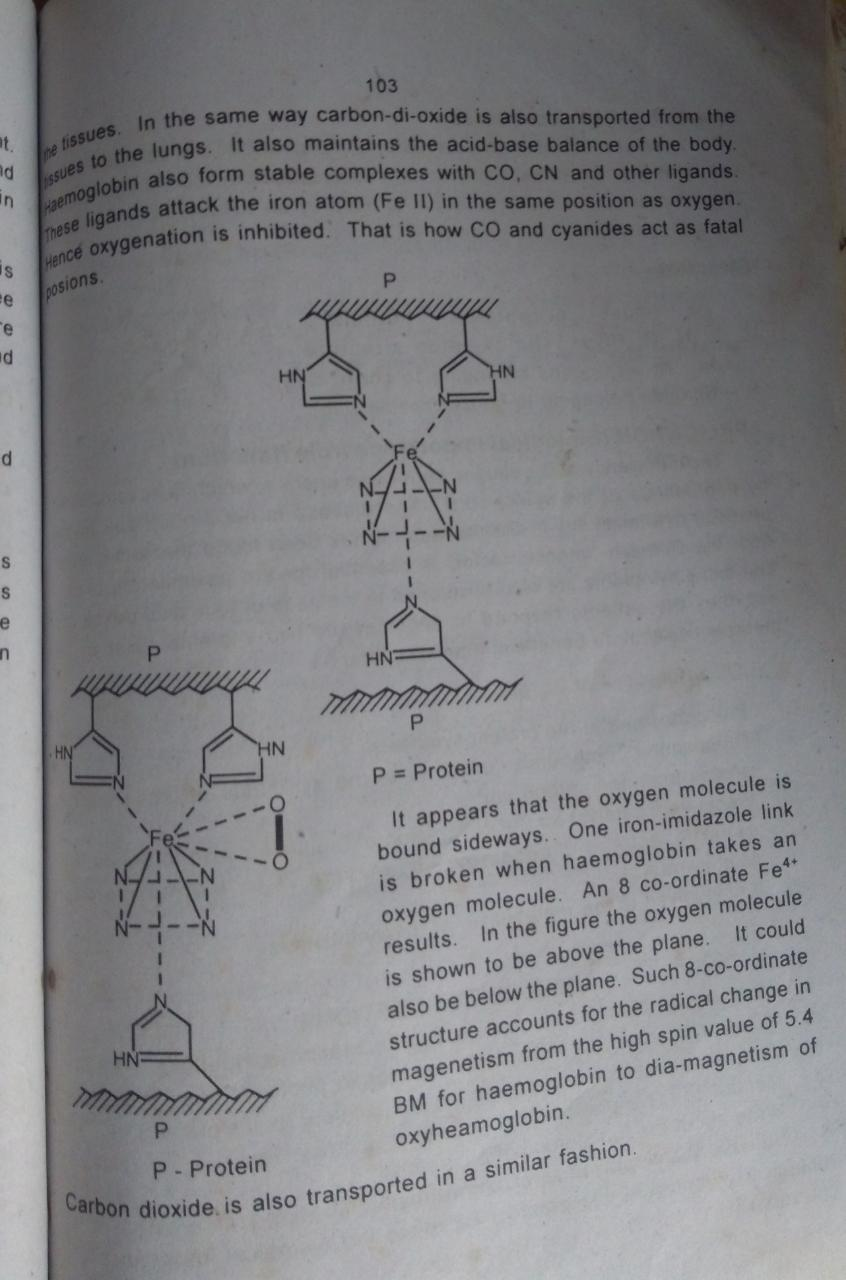 103
the tissues. In the same way carbon-di-oxide is also transported from the
tissues to the lungs. It also maintains the acid-base balance of the body.
Haemoglobin also form stable complexes with CO, CN and other ligands.
These ligands attack the iron atom (Fe II) in the same position as oxygen.
Hence oxygenation is inhibited. That is how CO and cyanides act as fatal
posions.
P
HN
HN
N
N
Fe
N
N
N
N
N
HN
P
P = Protein
P
HN
HN
N
N
O
Fe
O
N
N
N
N
N
HN
P
P - Protein
It appears that the oxygen molecule is
bound sideways. One iron-imidazole link
is broken when haemoglobin takes an
oxygen molecule. An 8 co-ordinate Fe⁴⁺
results. In the figure the oxygen molecule
is shown to be above the plane. It could
also be below the plane. Such 8-co-ordinate
structure accounts for the radical change in
magenetism from the high spin value of 5.4
BM for haemoglobin to dia-magnetism of
oxyheamoglobin.
Carbon dioxide is also transported in a similar fashion.